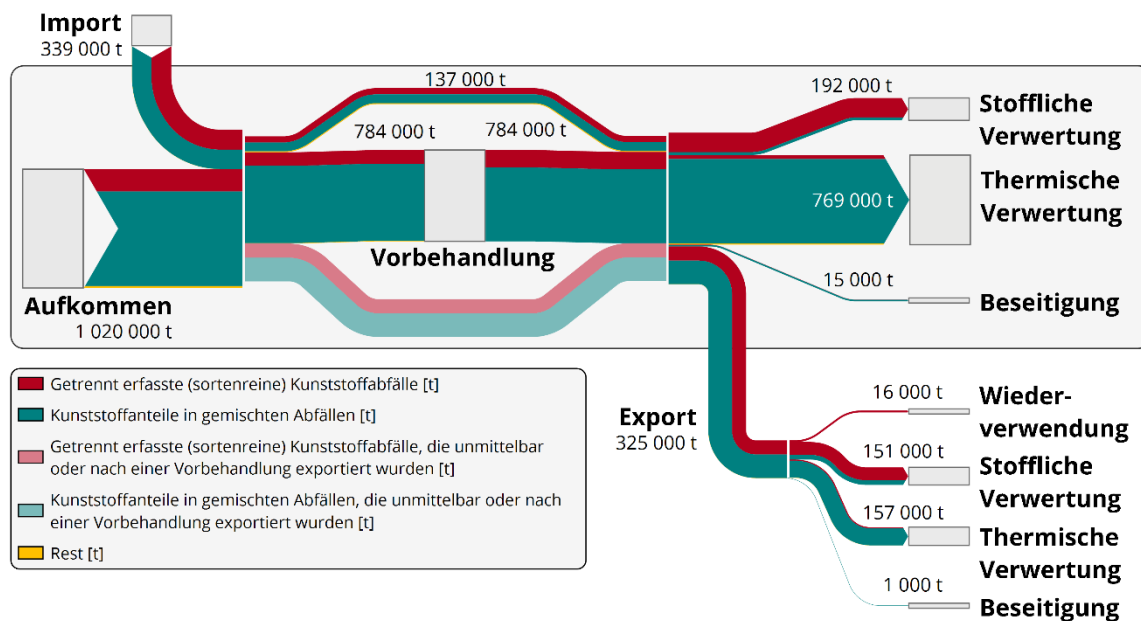 Import
339 000 t
137 000 t
192 000 t
Stoffliche
Verwertung
784 000 t
784 000 t
Thermische
Verwertung
769 000 t
Vorbehandlung
15 000 t
Beseitigung
Aufkommen
1 020 000 t
Getrennt erfasste (sortenreine) Kunststoffabfälle [t]
Kunststoffanteile in gemischten Abfällen [t]
Getrennt erfasste (sortenreine) Kunststoffabfälle, die unmittelbar
oder nach einer Vorbehandlung exportiert wurden [t]
Kunststoffanteile in gemischten Abfällen, die unmittelbar oder nach
einer Vorbehandlung exportiert wurden [t]
Rest [t]
Export
325 000 t
16 000 t
Wieder-
verwendung
151 000 t
Stoffliche
Verwertung
157 000 t
Thermische
Verwertung
1 000 t
Beseitigung